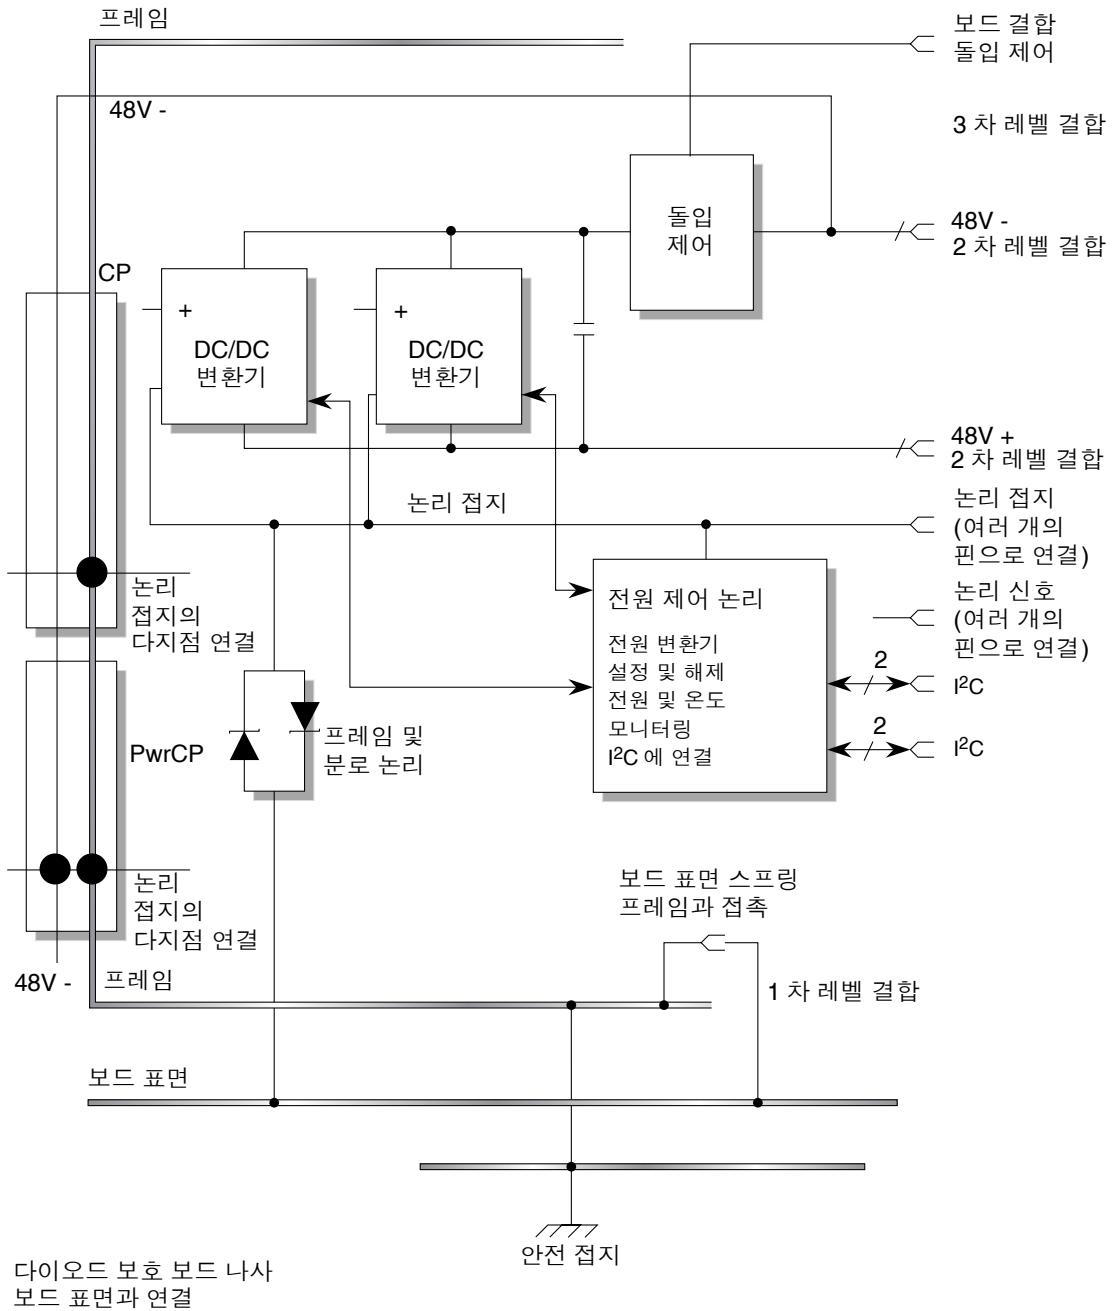 프레임
보드 결합
돌입 제어
48V -
3 차 레벨 결합
돌입
제어
48V -
2 차 레벨 결합
CP
+
DC/DC
변환기
+
DC/DC
변환기
48V +
2 차 레벨 결합
논리 접지
논리 접지
(여러 개의
핀으로 연결)
논리
접지의
다지점 연결
전원 제어 논리
전원 변환기
설정 및 해제
전원 및 온도
모니터링
I²C 에 연결
논리 신호
(여러 개의
핀으로 연결)
2
I²C
2
I²C
PwrCP
프레임 및
분로 논리
논리
접지의
다지점 연결
보드 표면 스프링
프레임과 접촉
48V -
프레임
1 차 레벨 결합
보드 표면
안전 접지
다이오드 보호 보드 나사
보드 표면과 연결